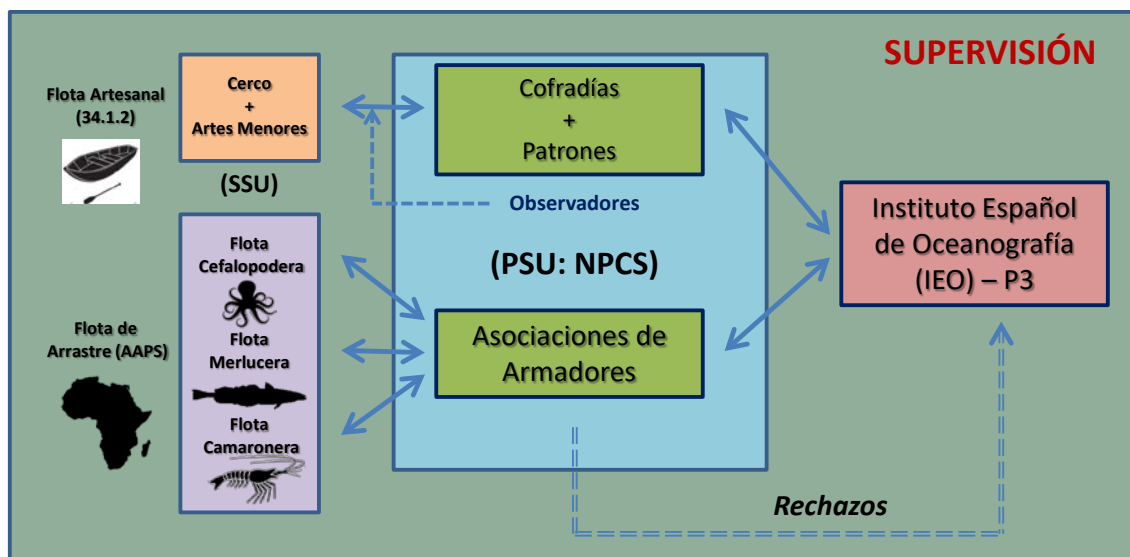 SUPERVISIÓN
Flota Artesanal
(34.1.2)
Cerco
+
Artes Menores
(SSU)
Cofradías
+
Patrones
Observadores
(PSU: NPCS)
Instituto Español
de Oceanografía
(IEO) – P3
Flota de
Arrastre (AAPS)
Flota
Cefalopodera
Flota
Merlucera
Flota
Camaronera
Asociaciones de
Armadores
Rechazos